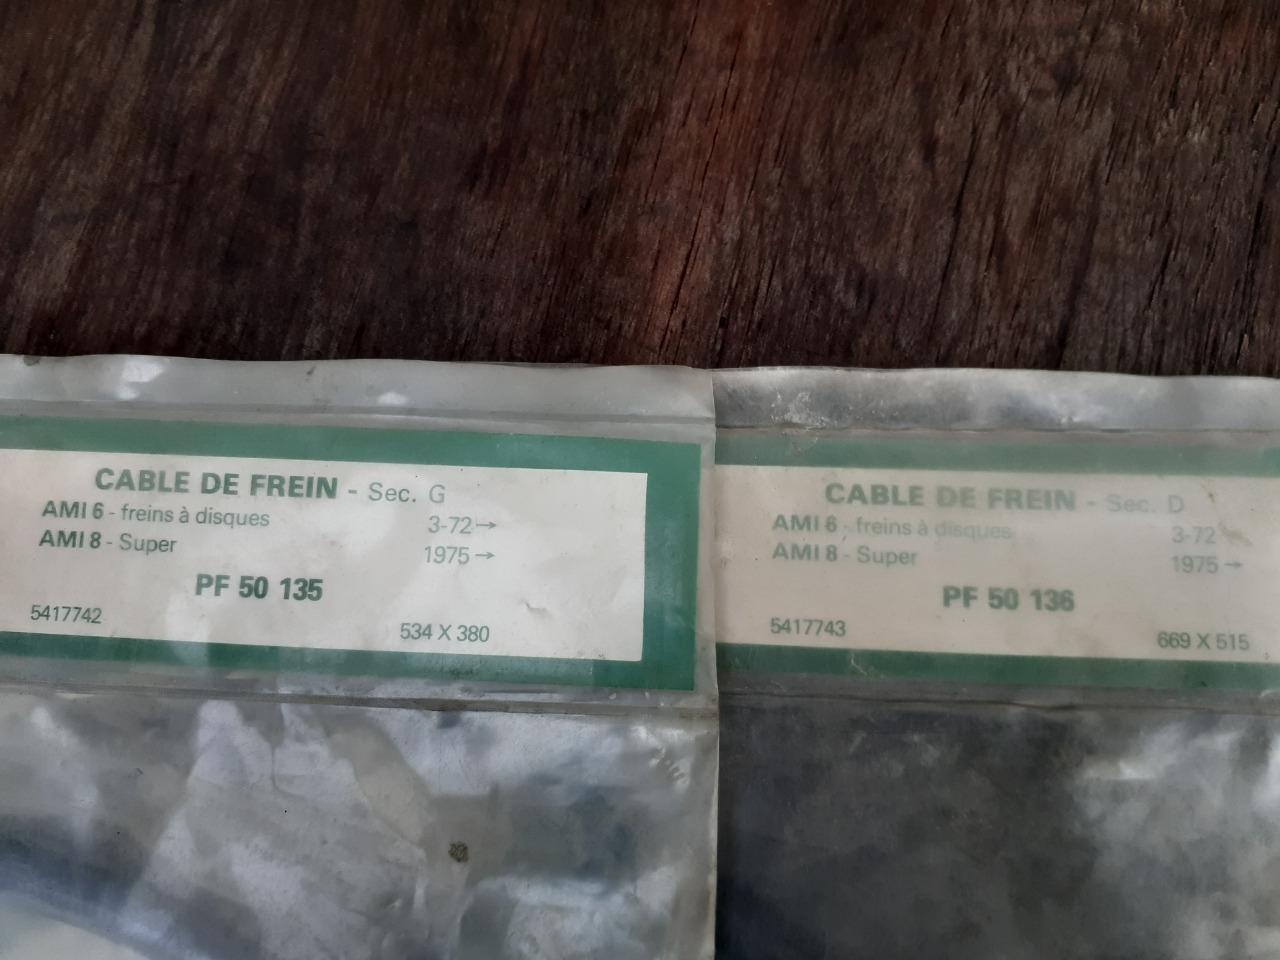 CABLE DE FREIN - Sec. G
AMI 6 - freins à disques 3-72→
AMI 8 - Super 1975→
PF 50 135
5417742 534 X 380
CABLE DE FREIN - Sec. D
AMI 6 - freins à disques 3-72
AMI 8 - Super 1975→
PF 50 136
5417743 669 X 515